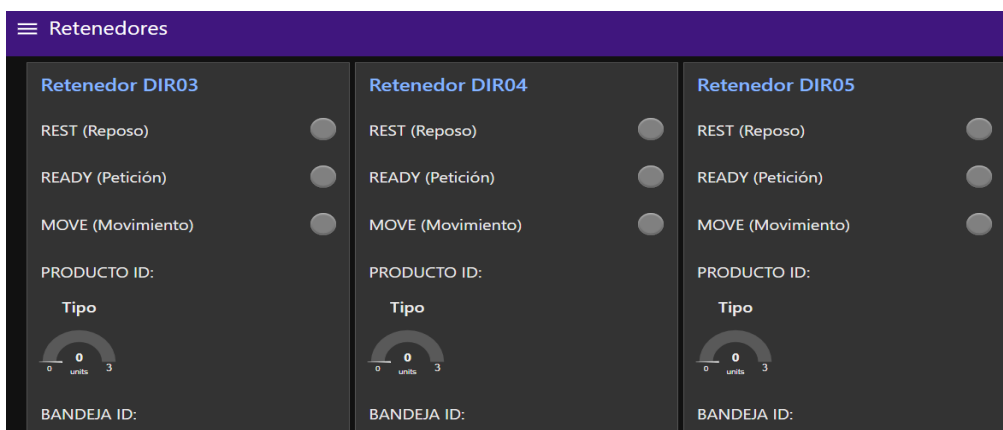 Retenedores
Retenedor DIR03
REST (Reposo)
READY (Petición)
MOVE (Movimiento)
PRODUCTO ID:
Tipo
0
0 units 3
BANDEJA ID:
Retenedor DIR04
REST (Reposo)
READY (Petición)
MOVE (Movimiento)
PRODUCTO ID:
Tipo
0
0 units 3
BANDEJA ID:
Retenedor DIR05
REST (Reposo)
READY (Petición)
MOVE (Movimiento)
PRODUCTO ID:
Tipo
0
0 units 3
BANDEJA ID: